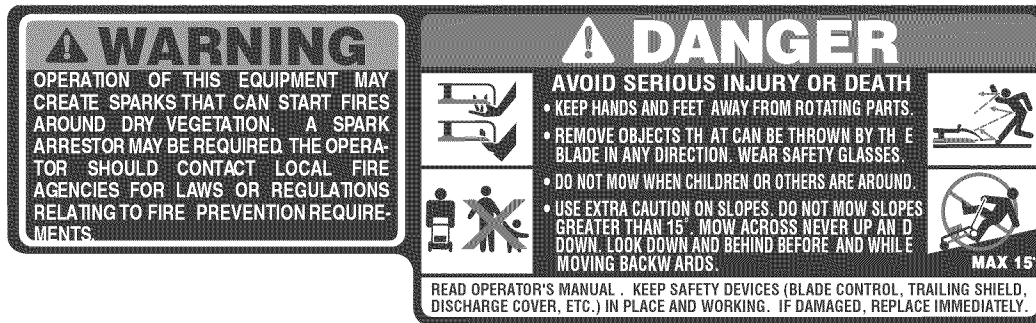 WARNING
OPERATION OF THIS EQUIPMENT MAY
CREATE SPARKS THAT CAN START FIRES
AROUND DRY VEGETATION. A SPARK
ARRESTOR MAY BE REQUIRED. THE OPERA-
TOR SHOULD CONTACT LOCAL FIRE
AGENCIES FOR LAWS OR REGULATIONS
RELATING TO FIRE PREVENTION REQUIRE-
MENTS.
DANGER
AVOID SERIOUS INJURY OR DEATH
• KEEP HANDS AND FEET AWAY FROM ROTATING PARTS.
• REMOVE OBJECTS TH AT CAN BE THROWN BY TH E
BLADE IN ANY DIRECTION. WEAR SAFETY GLASSES.
• DO NOT MOW WHEN CHILDREN OR OTHERS ARE AROUND.
• USE EXTRA CAUTION ON SLOPES. DO NOT MOW SLOPES
GREATER THAN 15°. MOW ACROSS NEVER UP AN D
DOWN. LOOK DOWN AND BEHIND BEFORE AND WHIL E
MOVING BACKW ARDS.
MAX 15°
READ OPERATOR'S MANUAL . KEEP SAFETY DEVICES (BLADE CONTROL, TRAILING SHIELD,
DISCHARGE COVER, ETC.) IN PLACE AND WORKING. IF DAMAGED, REPLACE IMMEDIATELY.